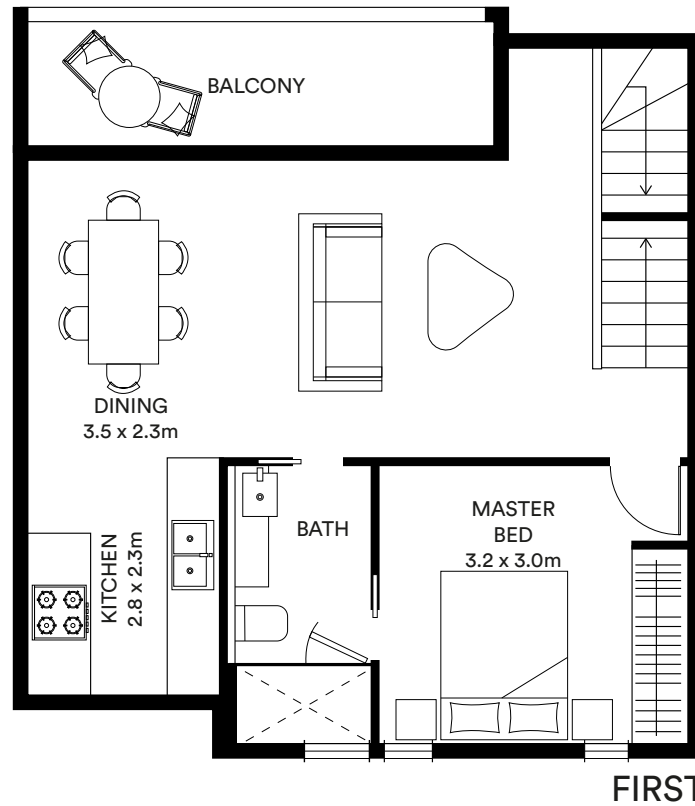 BALCONY
DINING
3.5 x 2.3m
KITCHEN
2.8 x 2.3m
BATH
MASTER
BED
3.2 x 3.0m
FIRST